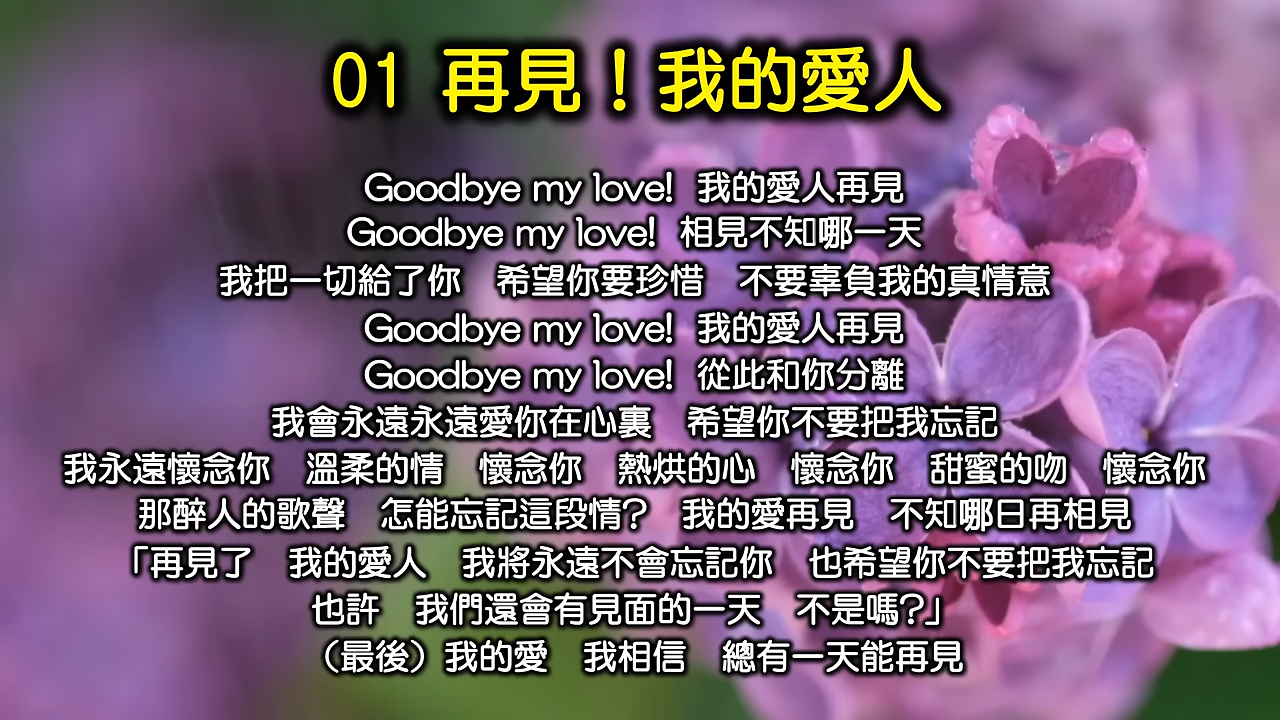 01 再見！我的愛人
Goodbye my love! 我的愛人再見
Goodbye my love! 相見不知哪一天
我把一切給了你　希望你要珍惜　不要辜負我的真情意
Goodbye my love! 我的愛人再見
Goodbye my love! 從此和你分離
我會永遠永遠愛你在心裏　希望你不要把我忘記
我永遠懷念你　溫柔的情　懷念你　熱烘的心　懷念你　甜蜜的吻　懷念你
那醉人的歌聲　怎能忘記這段情?　我的愛再見　不知哪日再相見
「再見了　我的愛人　我將永遠不會忘記你　也希望你不要把我忘記
也許　我們還會有見面的一天　不是嗎?」
（最後）我的愛　我相信　總有一天能再見